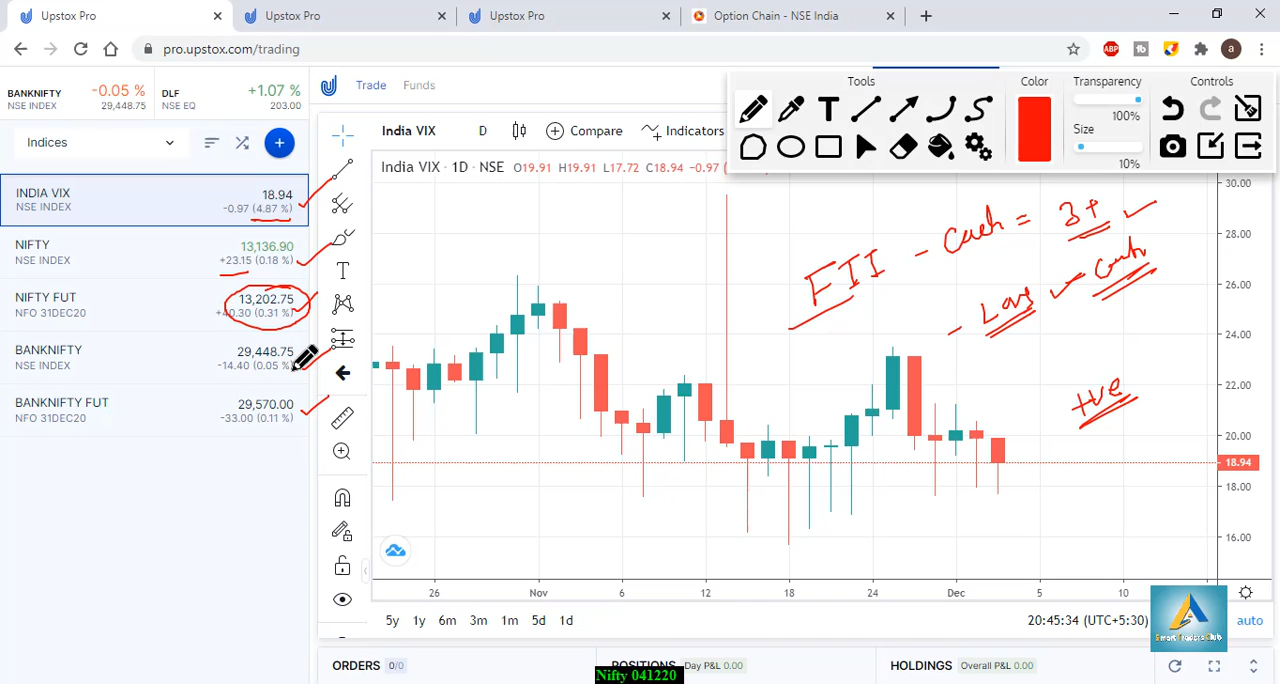 Upstox Pro
Upstox Pro
Upstox Pro
Option Chain - NSE India
pro.upstox.com/trading
ABP
a
BANKNIFTY
NSE INDEX
-0.05 %
29,448.75
DLF
NSE EQ
+1.07 %
203.00
Trade
Funds
Tools
Color
Transparency
100%
Size
10%
Controls
Indices
India VIX
D
Compare
Indicators
India VIX · 1D · NSE O19.91 H19.91 L17.72 C18.94 -0.97
INDIA VIX 18.94
NSE INDEX -0.97 (4.87 %)
NIFTY 13,136.90
NSE INDEX +23.15 (0.18 %)
NIFTY FUT 13,202.75
NFO 31DEC20 +40.30 (0.31 %)
BANKNIFTY 29,448.75
NSE INDEX -14.40 (0.05 %)
BANKNIFTY FUT 29,570.00
NFO 31DEC20 -33.00 (0.11 %)
FII - Cash = 3+
+ve
30.00
28.00
26.00
24.00
22.00
20.00
18.94
18.00
16.00
26
Nov
6
12
18
24
Dec
5
10
5y 1y 6m 3m 1m 5d 1d
20:45:34 (UTC+5:30)
auto
Smart Traders Club
ORDERS 0/0
POSITIONS Day P&L 0.00
HOLDINGS Overall P&L 0.00
Nifty 041220